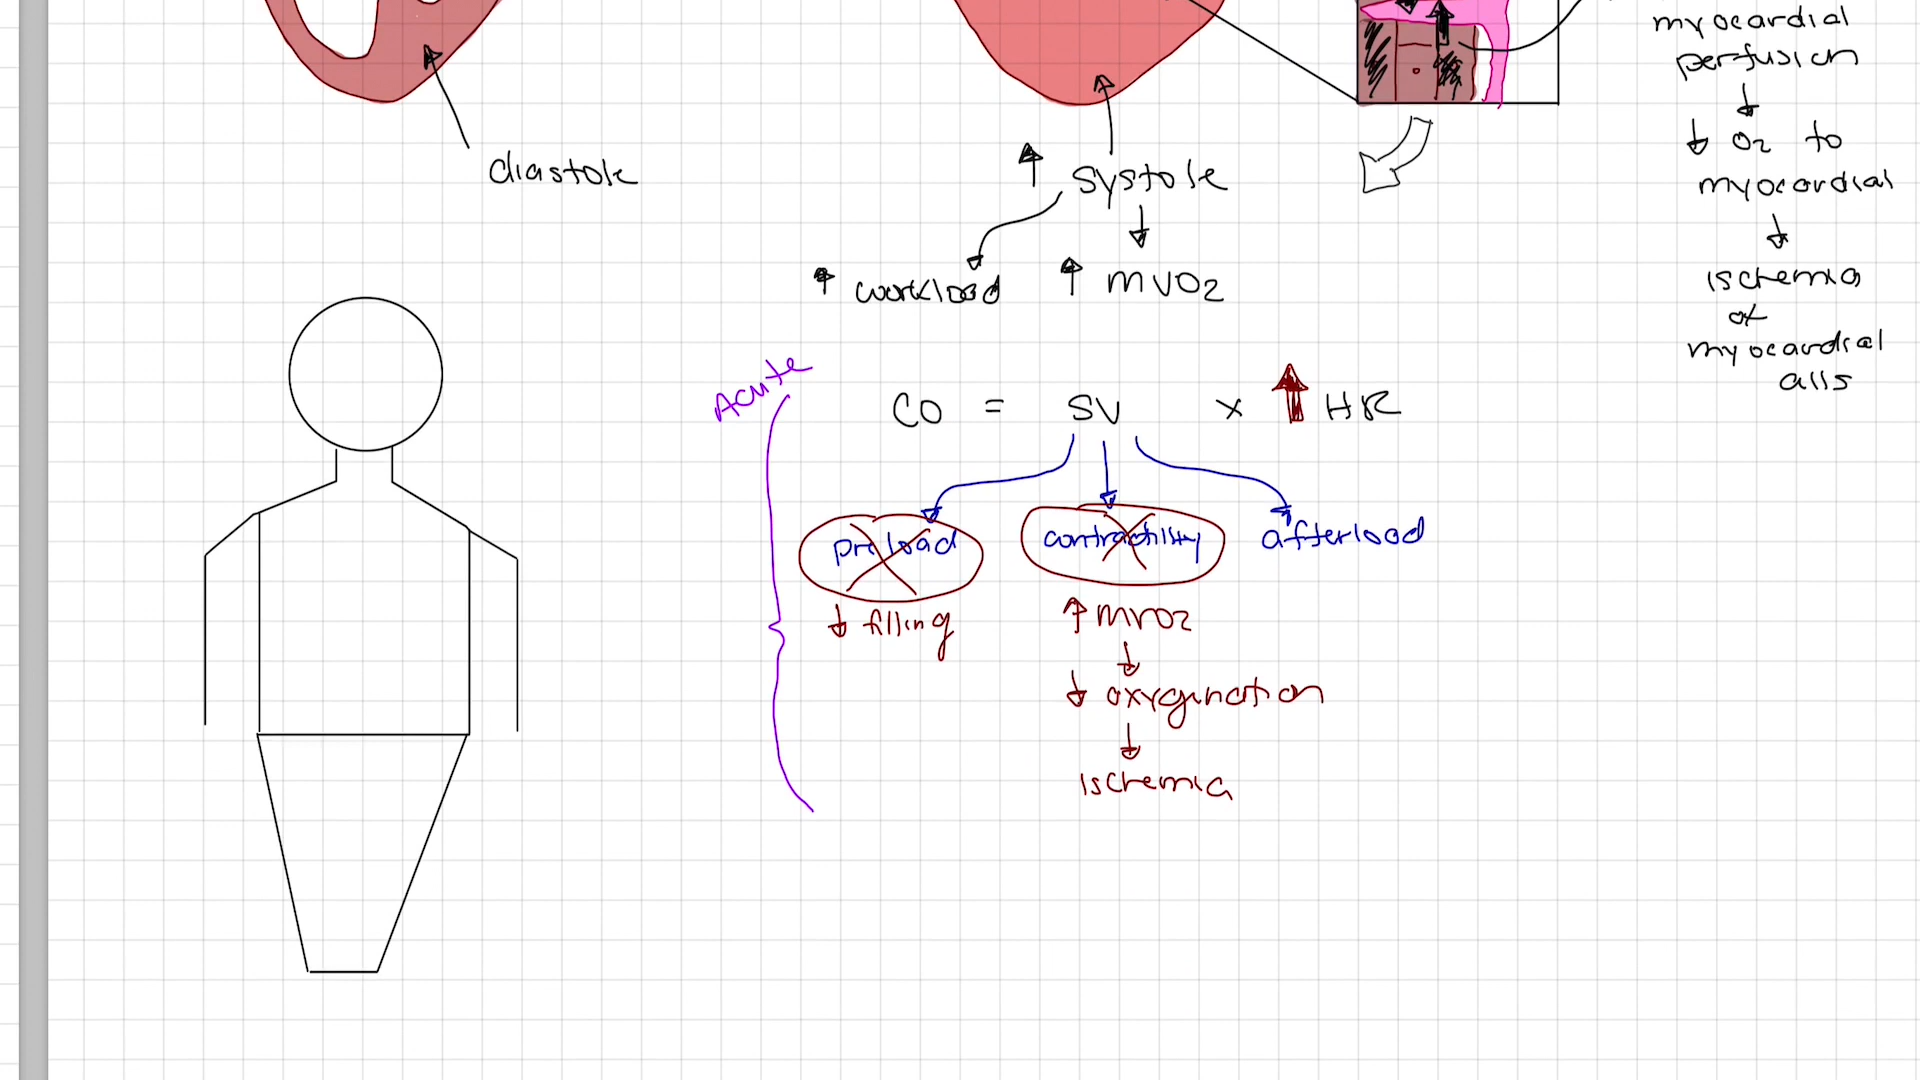 myocardial
perfusion
↓
↓ O2 to
myocardial
↓
ischemia
of
myocardial
cells
diastole
↑ systole
↓
↑ workload ↑ MVO2
Acute
CO = SV x ↑ HR
preload contractility afterload
↓ filling
↑ MVO2
↓
↓ oxygenation
↓
ischemia